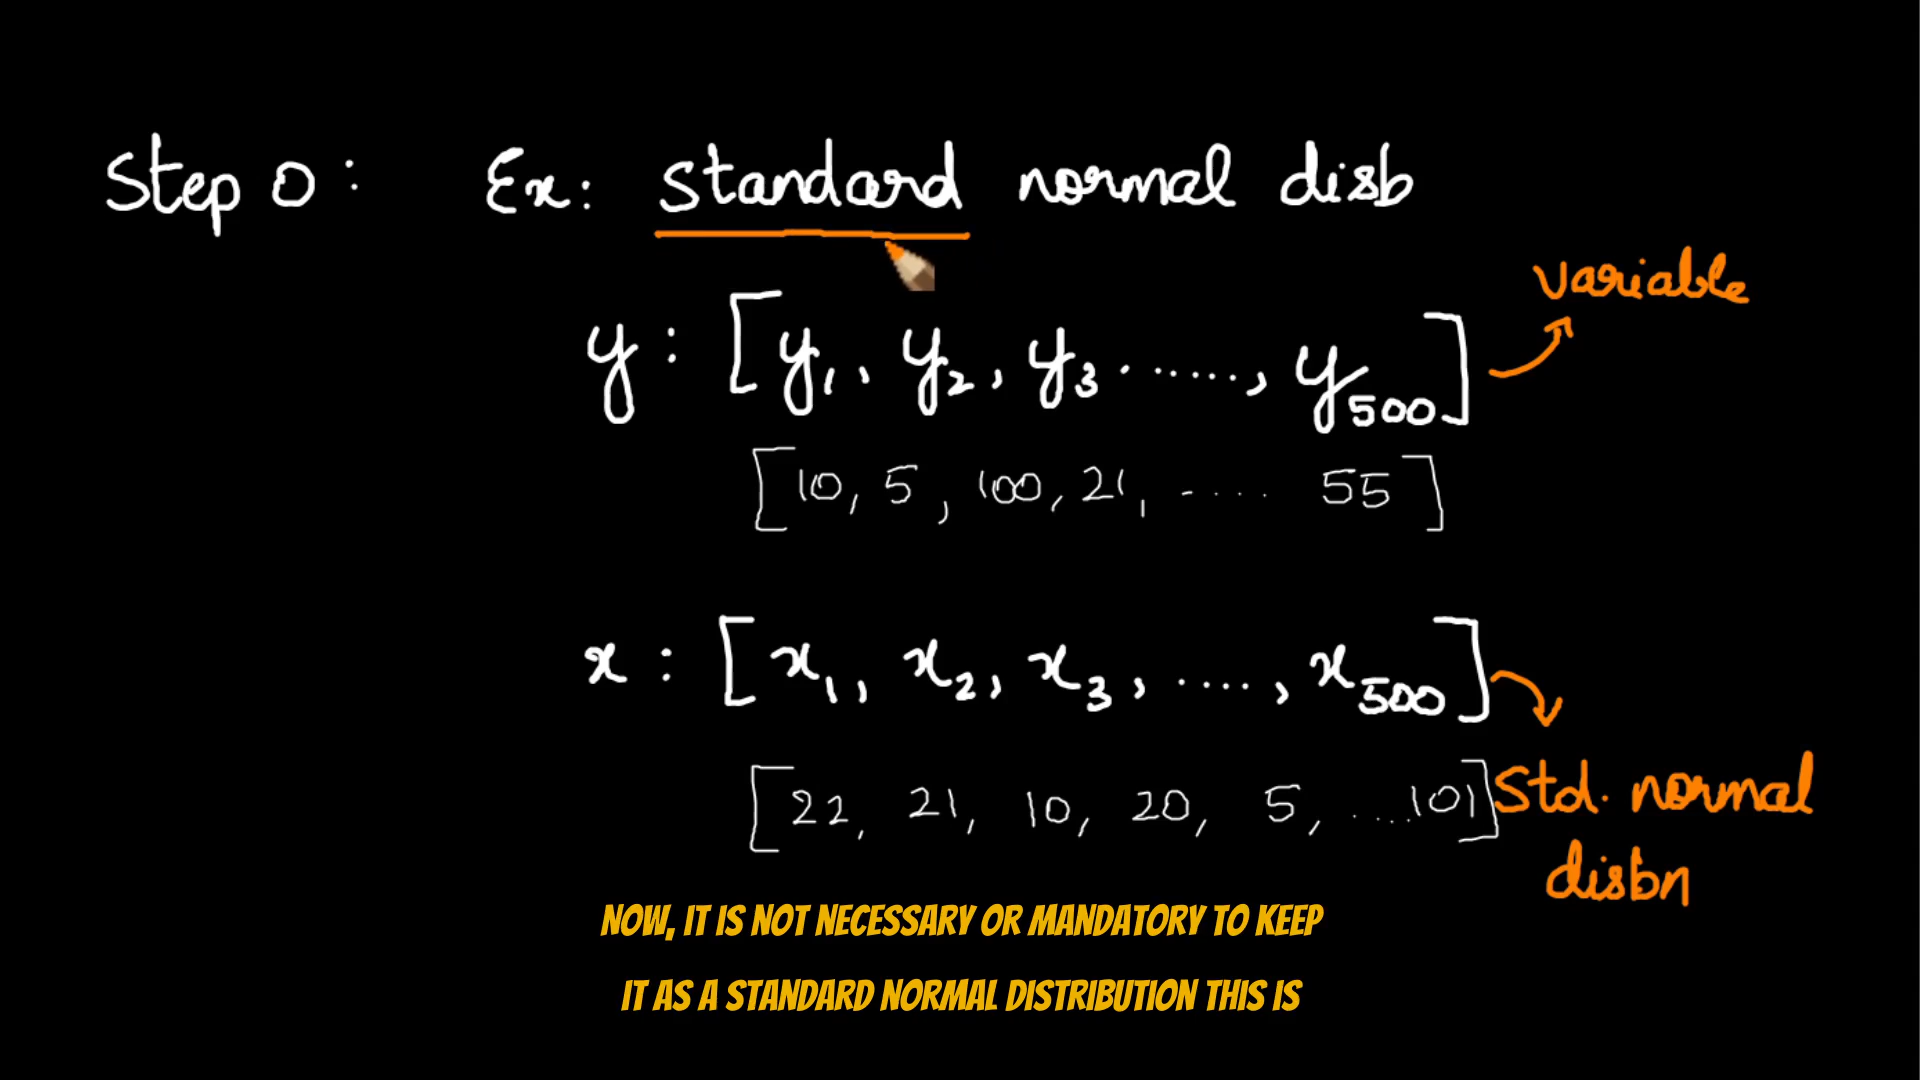 Step 0: Ex: standard normal disb
variable
y: [y₁, y₂, y₃ ......, y₅₀₀]
[10, 5, 100, 21, ..... 55]
x: [x₁, x₂, x₃, ...., x₅₀₀]
[22, 21, 10, 20, 5, ....101]
Std. normal
disbn
NOW, IT IS NOT NECESSARY OR MANDATORY TO KEEP
IT AS A STANDARD NORMAL DISTRIBUTION THIS IS